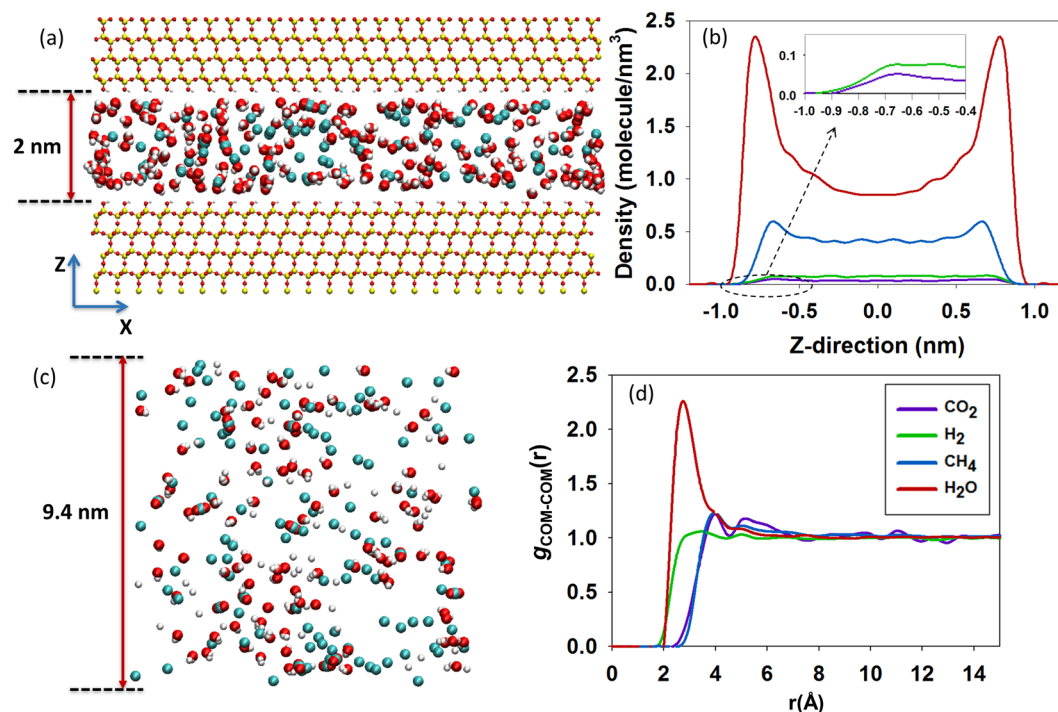 (a)
2 nm
Z
X
(b)
Density (molecule/nm³)
2.5
2.0
1.5
1.0
0.5
0.0
-1.0 -0.5 0.0 0.5 1.0
Z-direction (nm)
0.1
0.0
-1.0 -0.9 -0.8 -0.7 -0.6 -0.5 -0.4
(c)
9.4 nm
(d)
gCOM-COM(r)
2.5
2.0
1.5
1.0
0.5
0.0
0 2 4 6 8 10 12 14
r(Å)
CO₂
H₂
CH₄
H₂O